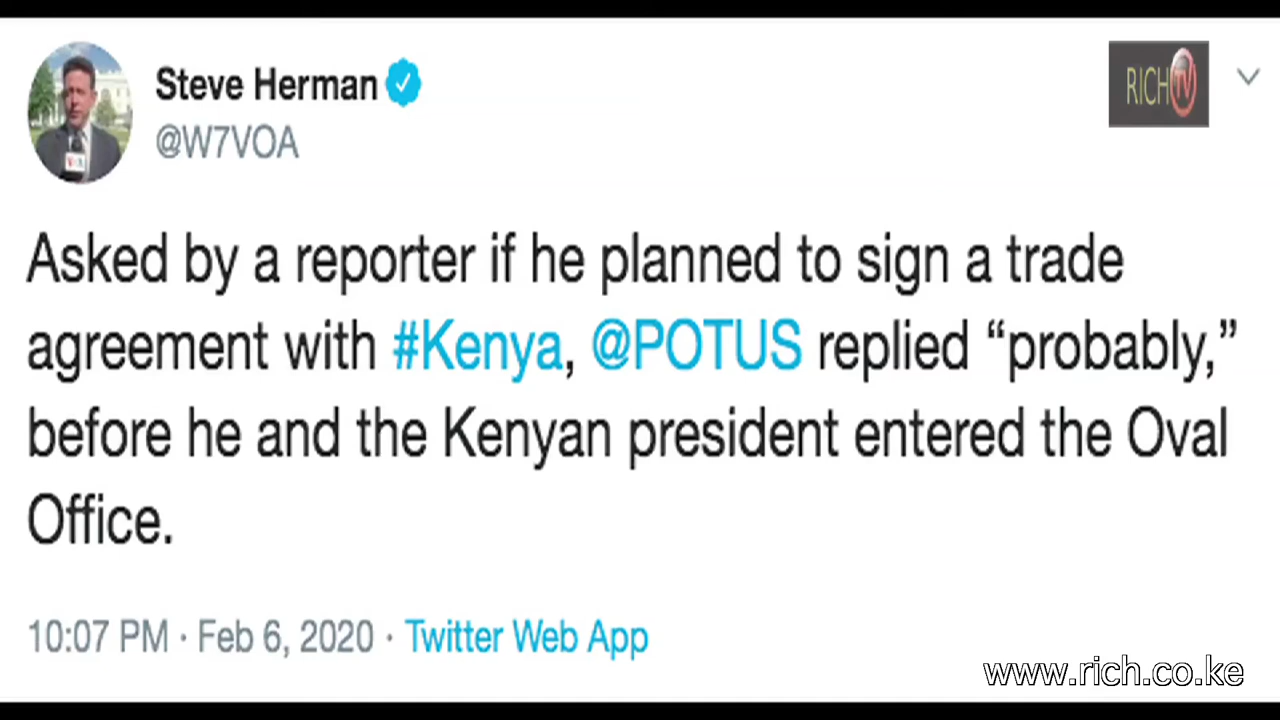 Steve Herman
@W7VOA
RICHTV
Asked by a reporter if he planned to sign a trade
agreement with #Kenya, @POTUS replied “probably,”
before he and the Kenyan president entered the Oval
Office.
10:07 PM · Feb 6, 2020 · Twitter Web App
www.rich.co.ke